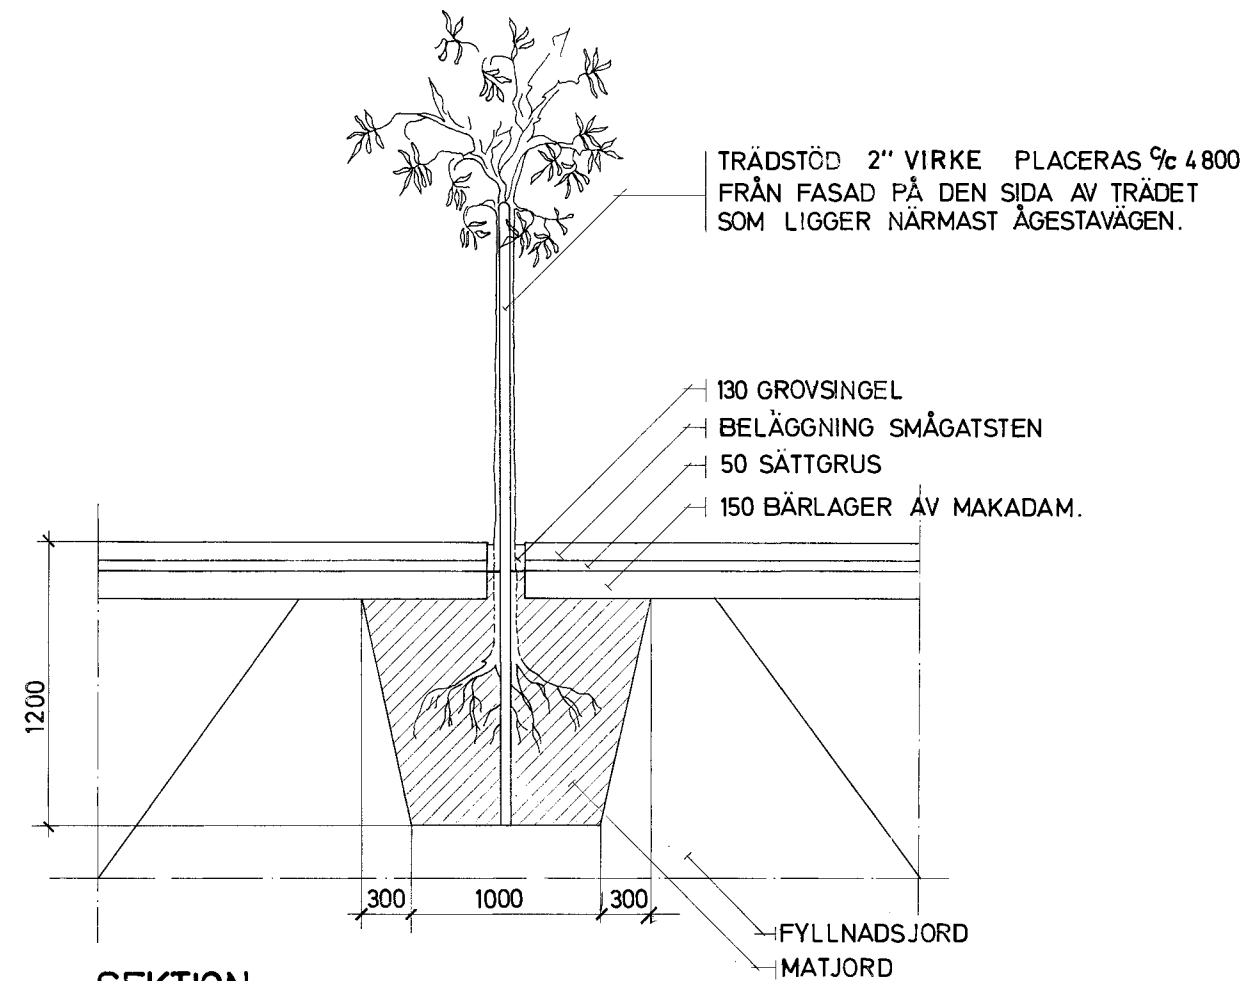 TRÄDSTÖD 2" VIRKE PLACERAS c/c 4800
FRÅN FASAD PÅ DEN SIDA AV TRÄDET
SOM LIGGER NÄRMAST ÅGESTAVÄGEN.
130 GROVSINGEL
BELÄGGNING SMÅGATSTEN
50 SÄTTGRUS
150 BÄRLAGER AV MAKADAM.
1200
300 1000 300
FYLLNADSJORD
MATJORD
SEKTION